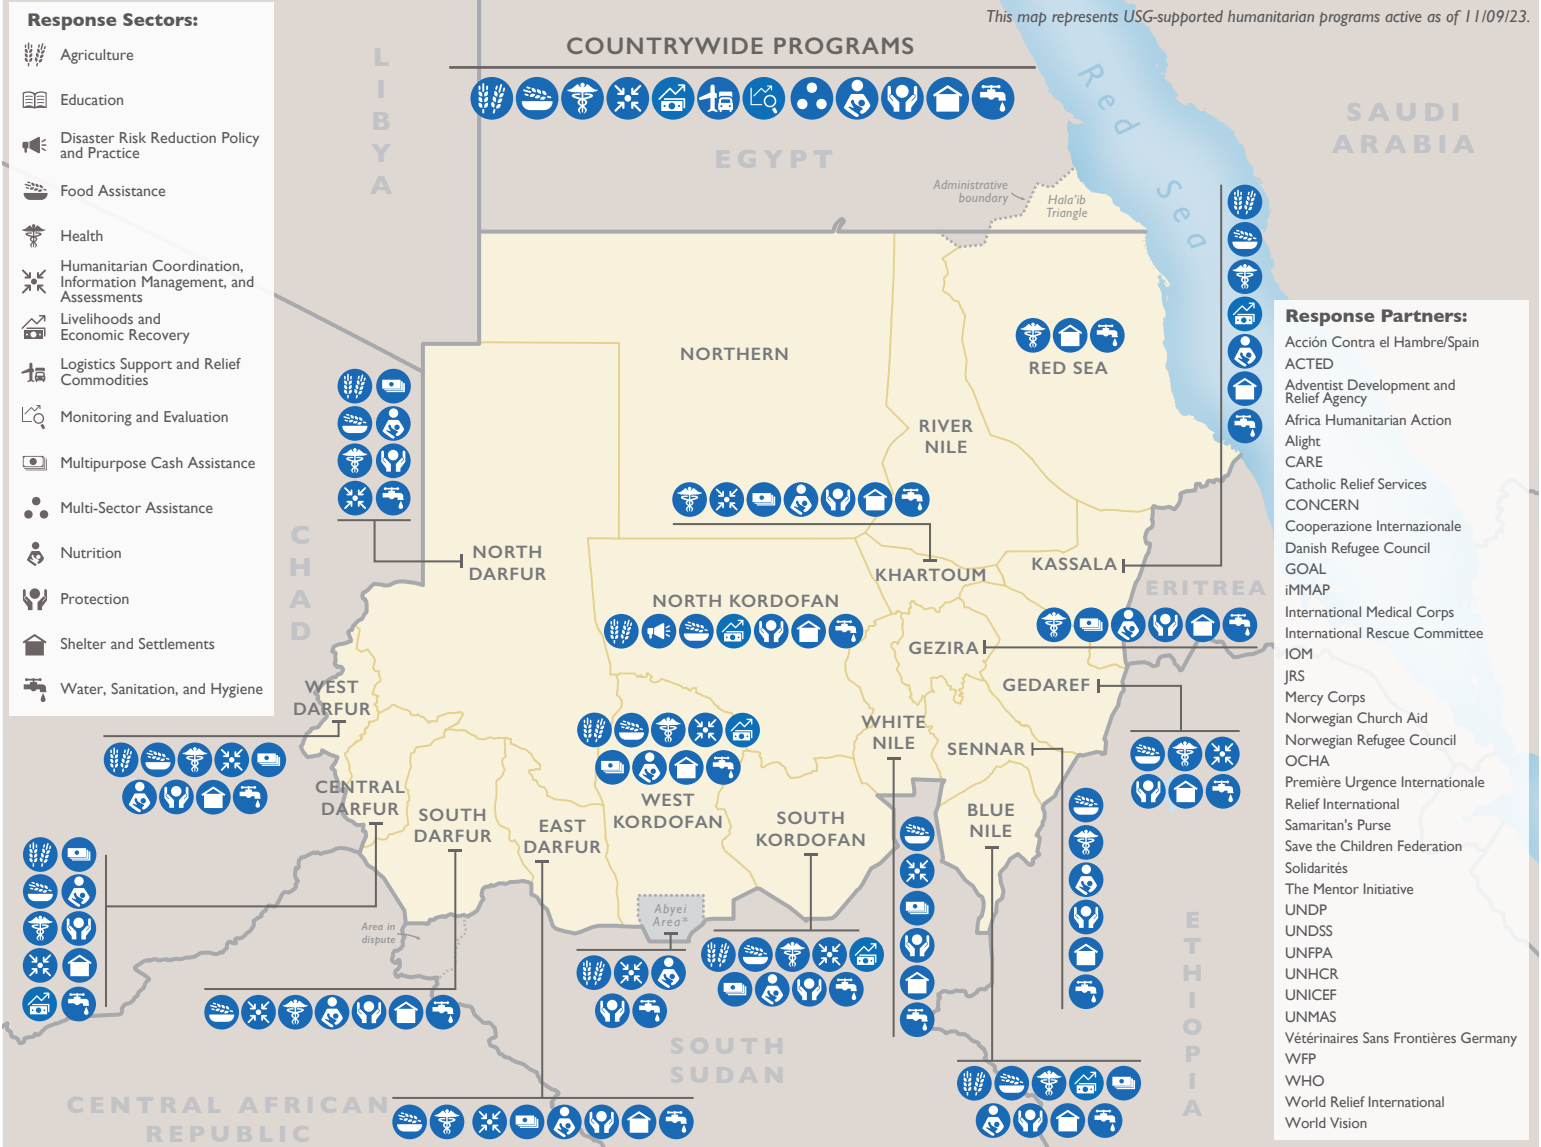 This map represents USG-supported humanitarian programs active as of 11/09/23.
COUNTRYWIDE PROGRAMS
Response Sectors:
Agriculture
Education
Disaster Risk Reduction Policy
and Practice
Food Assistance
Health
Humanitarian Coordination,
Information Management, and
Assessments
Livelihoods and
Economic Recovery
Logistics Support and Relief
Commodities
Monitoring and Evaluation
Multipurpose Cash Assistance
Multi-Sector Assistance
Nutrition
Protection
Shelter and Settlements
Water, Sanitation, and Hygiene
LIBYA
EGYPT
Red Sea
SAUDI
ARABIA
Administrative
boundary
Hala'ib
Triangle
NORTHERN
RED SEA
RIVER
NILE
CHAD
NORTH
DARFUR
KHARTOUM
KASSALA
ERITREA
NORTH KORDOFAN
GEZIRA
GEDAREF
WEST
DARFUR
WHITE
NILE
SENNAR
CENTRAL
DARFUR
SOUTH
DARFUR
EAST
DARFUR
WEST
KORDOFAN
SOUTH
KORDOFAN
BLUE
NILE
Abyei
Area*
Area in
dispute
ETHIOPIA
SOUTH
SUDAN
CENTRAL AFRICAN
REPUBLIC
Response Partners:
Acción Contra el Hambre/Spain
ACTED
Adventist Development and
Relief Agency
Africa Humanitarian Action
Alight
CARE
Catholic Relief Services
CONCERN
Cooperazione Internazionale
Danish Refugee Council
GOAL
iMMAP
International Medical Corps
International Rescue Committee
IOM
JRS
Mercy Corps
Norwegian Church Aid
Norwegian Refugee Council
OCHA
Première Urgence Internationale
Relief International
Samaritan's Purse
Save the Children Federation
Solidarités
The Mentor Initiative
UNDP
UNDSS
UNFPA
UNHCR
UNICEF
UNMAS
Vétérinaires Sans Frontières Germany
WFP
WHO
World Relief International
World Vision